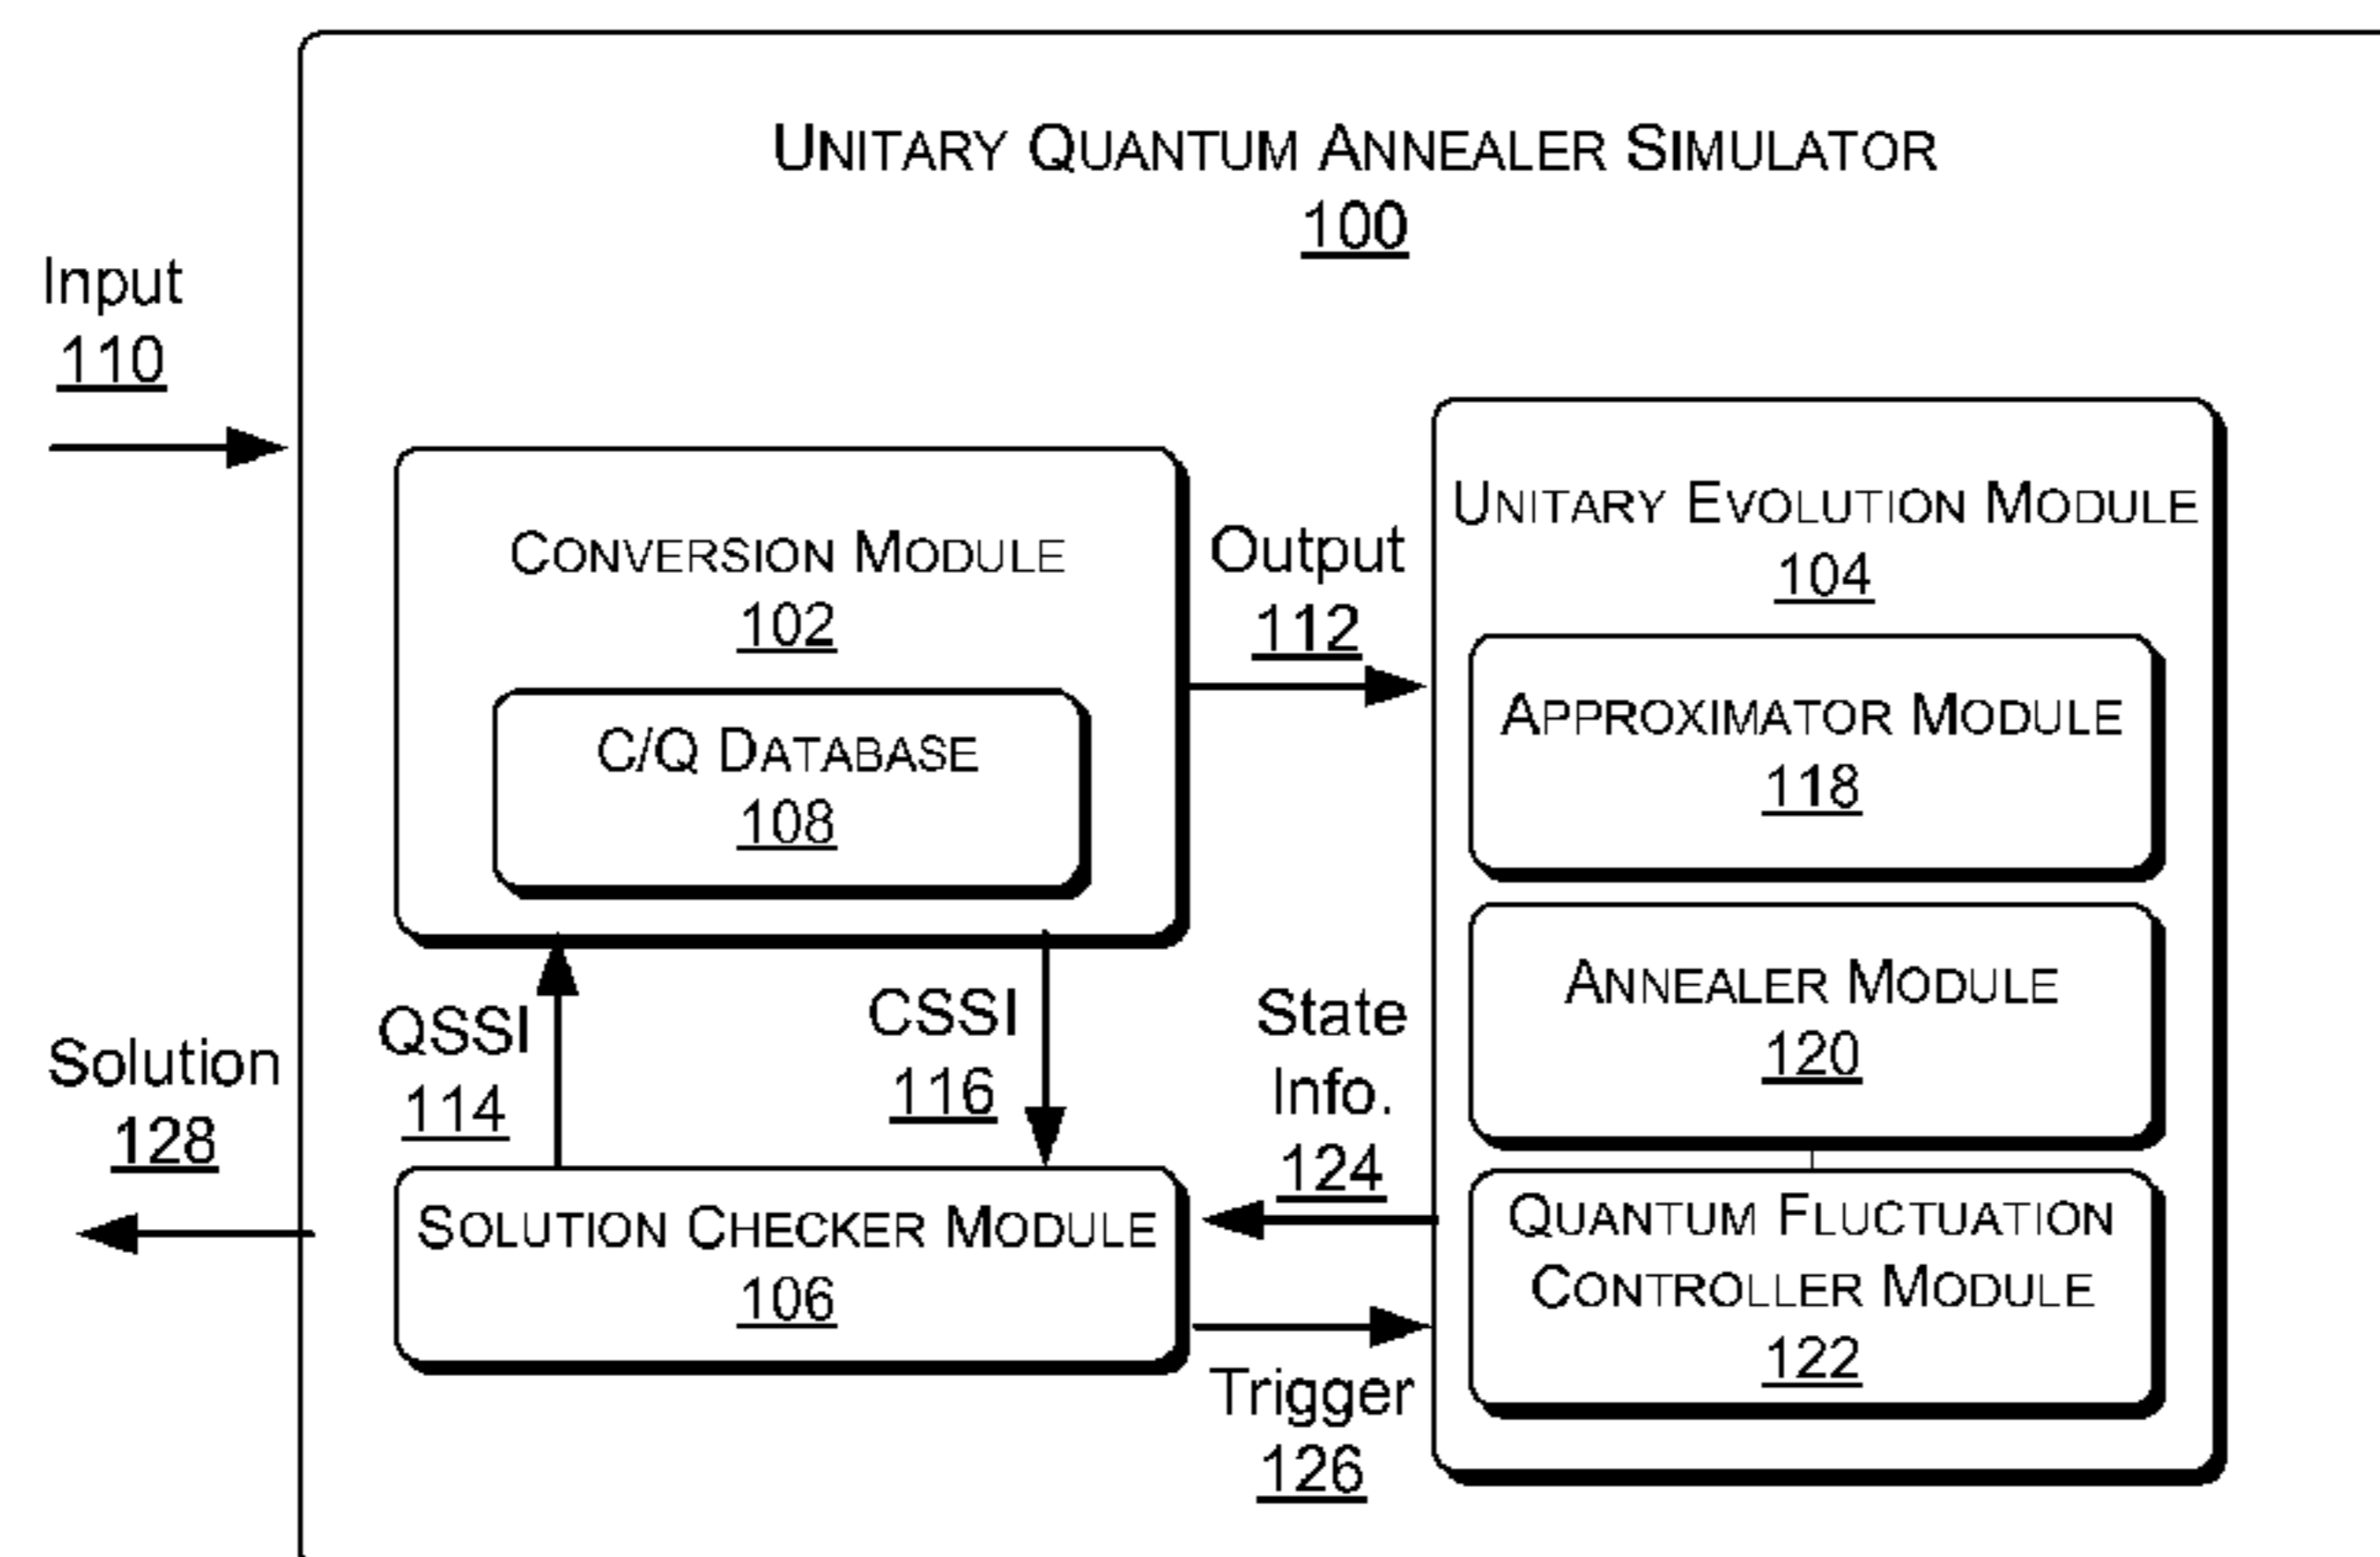 UNITARY QUANTUM ANNEALER SIMULATOR
100
Input
110
CONVERSION MODULE
102
C/Q DATABASE
108
Output
112
UNITARY EVOLUTION MODULE
104
APPROXIMATOR MODULE
118
ANNEALER MODULE
120
QUANTUM FLUCTUATION
CONTROLLER MODULE
122
QSSI
114
CSSI
116
State
Info.
124
Solution
128
SOLUTION CHECKER MODULE
106
Trigger
126